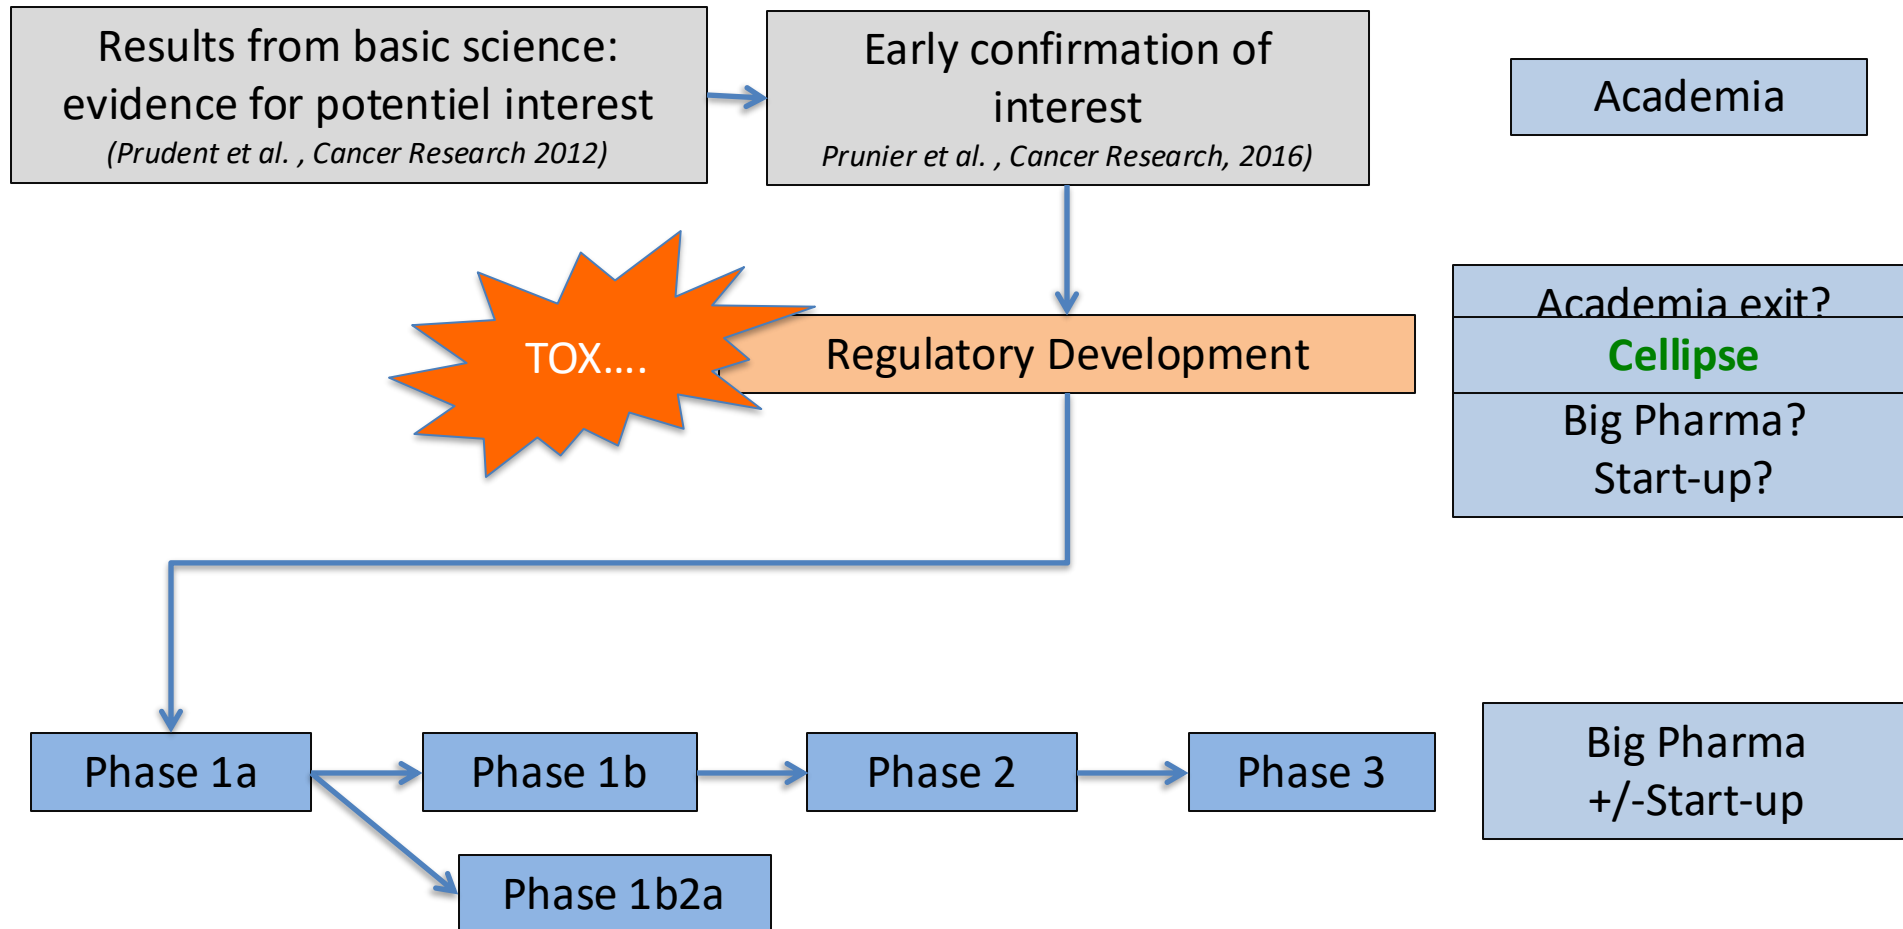 Results from basic science:
evidence for potentiel interest
(Prudent et al. , Cancer Research 2012)
Early confirmation of
interest
Prunier et al. , Cancer Research, 2016)
Academia
TOX....
Regulatory Development
Academia exit?
Cellipse
Big Pharma?
Start-up?
Phase 1a
Phase 1b
Phase 2
Phase 3
Big Pharma
+/-Start-up
Phase 1b2a